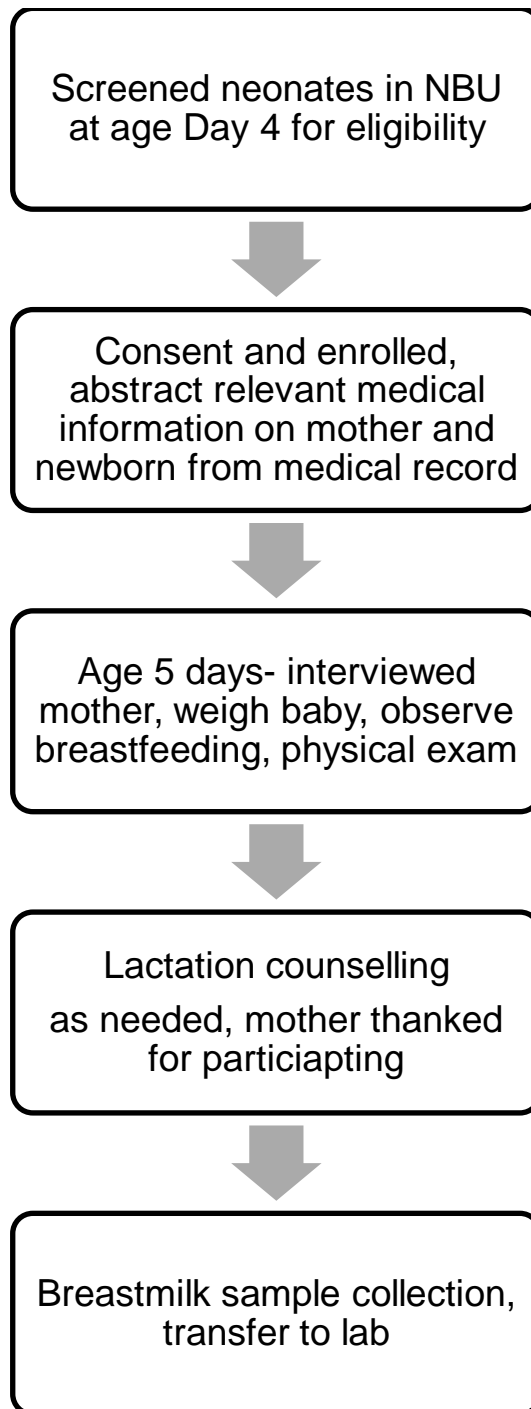 Screened neonates in NBU
at age Day 4 for eligibility
Consent and enrolled,
abstract relevant medical
information on mother and
newborn from medical record
Age 5 days- interviewed
mother, weigh baby, observe
breastfeeding, physical exam
Lactation counselling
as needed, mother thanked
for particiapting
Breastmilk sample collection,
transfer to lab